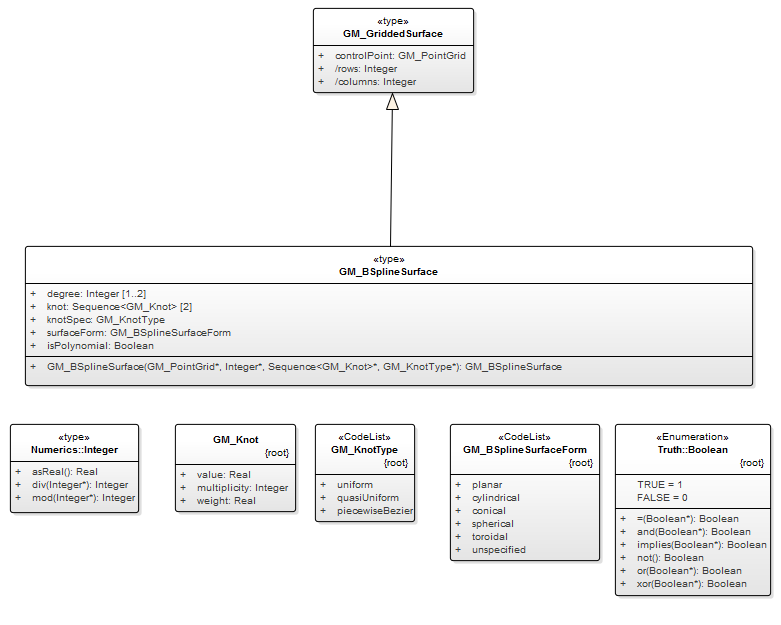 «type»
GM_GriddedSurface
+ controlPoint: GM_PointGrid
+ /rows: Integer
+ /columns: Integer
«type»
GM_BSplineSurface
+ degree: Integer [1..2]
+ knot: Sequence<GM_Knot> [2]
+ knotSpec: GM_KnotType
+ surfaceForm: GM_BSplineSurfaceForm
+ isPolynomial: Boolean
+ GM_BSplineSurface(GM_PointGrid*, Integer*, Sequence<GM_Knot>*, GM_KnotType*): GM_BSplineSurface
«type»
Numerics::Integer
+ asReal(): Real
+ div(Integer*): Integer
+ mod(Integer*): Integer
GM_Knot
{root}
+ value: Real
+ multiplicity: Integer
+ weight: Real
«CodeList»
GM_KnotType
{root}
+ uniform
+ quasiUniform
+ piecewiseBezier
«CodeList»
GM_BSplineSurfaceForm
{root}
+ planar
+ cylindrical
+ conical
+ spherical
+ toroidal
+ unspecified
«Enumeration»
Truth::Boolean
{root}
TRUE = 1
FALSE = 0
+ =(Boolean*): Boolean
+ and(Boolean*): Boolean
+ implies(Boolean*): Boolean
+ not(): Boolean
+ or(Boolean*): Boolean
+ xor(Boolean*): Boolean